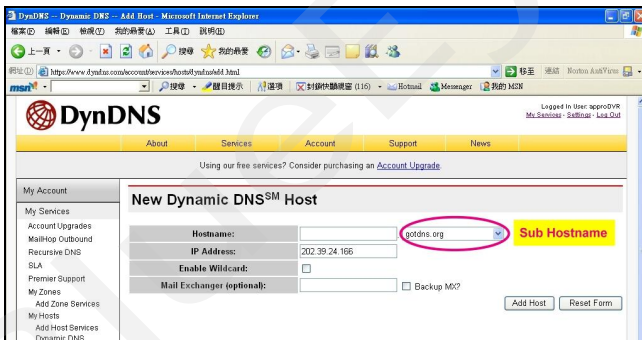 DynDNS -- Dynamic DNS -- Add Host - Microsoft Internet Explorer
檔案(F) 編輯(E) 檢視(V) 我的最愛(A) 工具(T) 說明(H)
上一頁 搜尋 我的最愛
網址(D) https://www.dyndns.com/account/services/hosts/dyndns/add.html 移至 連結 Norton AntiVirus
msn 搜尋 醒目提示 選項 封鎖快顯視窗 (116) Hotmail Messenger 我的 MSN
DynDNS
Logged In User: approDVR
My Services - Settings - Log Out
About Services Account Support News
Using our free services? Consider purchasing an Account Upgrade.
My Account
New Dynamic DNS℠ Host
My Services
Account Upgrades
MailHop Outbound
Recursive DNS
SLA
Premier Support
My Zones
Add Zone Services
My Hosts
Add Host Services
Dynamic DNS
Hostname: gotdns.org Sub Hostname
IP Address: 202.39.24.166
Enable Wildcard:
Mail Exchanger (optional): Backup MX?
Add Host Reset Form